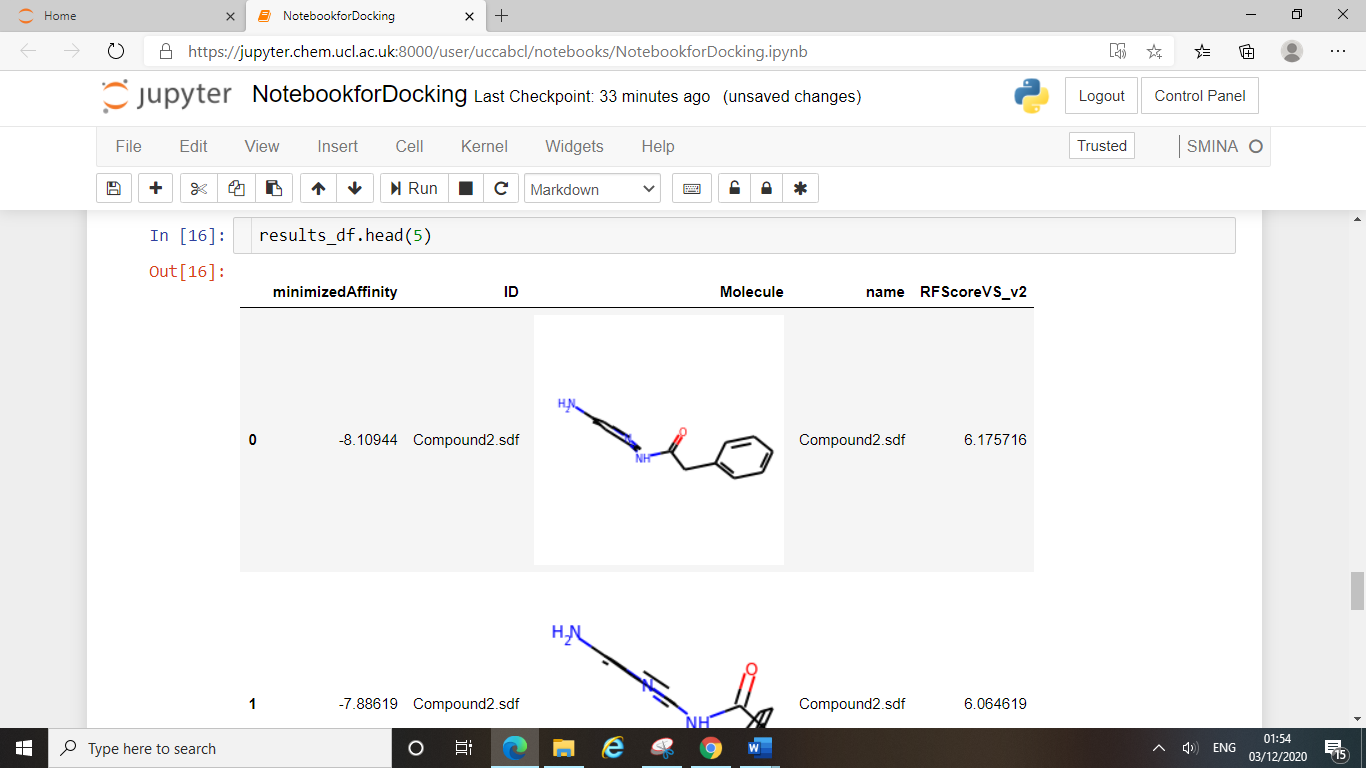 Home
NotebookforDocking
https://jupyter.chem.ucl.ac.uk:8000/user/uccabcl/notebooks/NotebookforDocking.ipynb
jupyter NotebookforDocking Last Checkpoint: 33 minutes ago (unsaved changes)
Logout
Control Panel
File Edit View Insert Cell Kernel Widgets Help
Trusted
SMINA
Run
Markdown
In [16]: results_df.head(5)
Out[16]:
minimizedAffinity ID Molecule name RFScoreVS_v2
H2N
N
O
NH
0 -8.10944 Compound2.sdf Compound2.sdf 6.175716
H2N
O
N
1 -7.88619 Compound2.sdf Compound2.sdf 6.064619
NH
Type here to search
ENG
01:54
03/12/2020
15